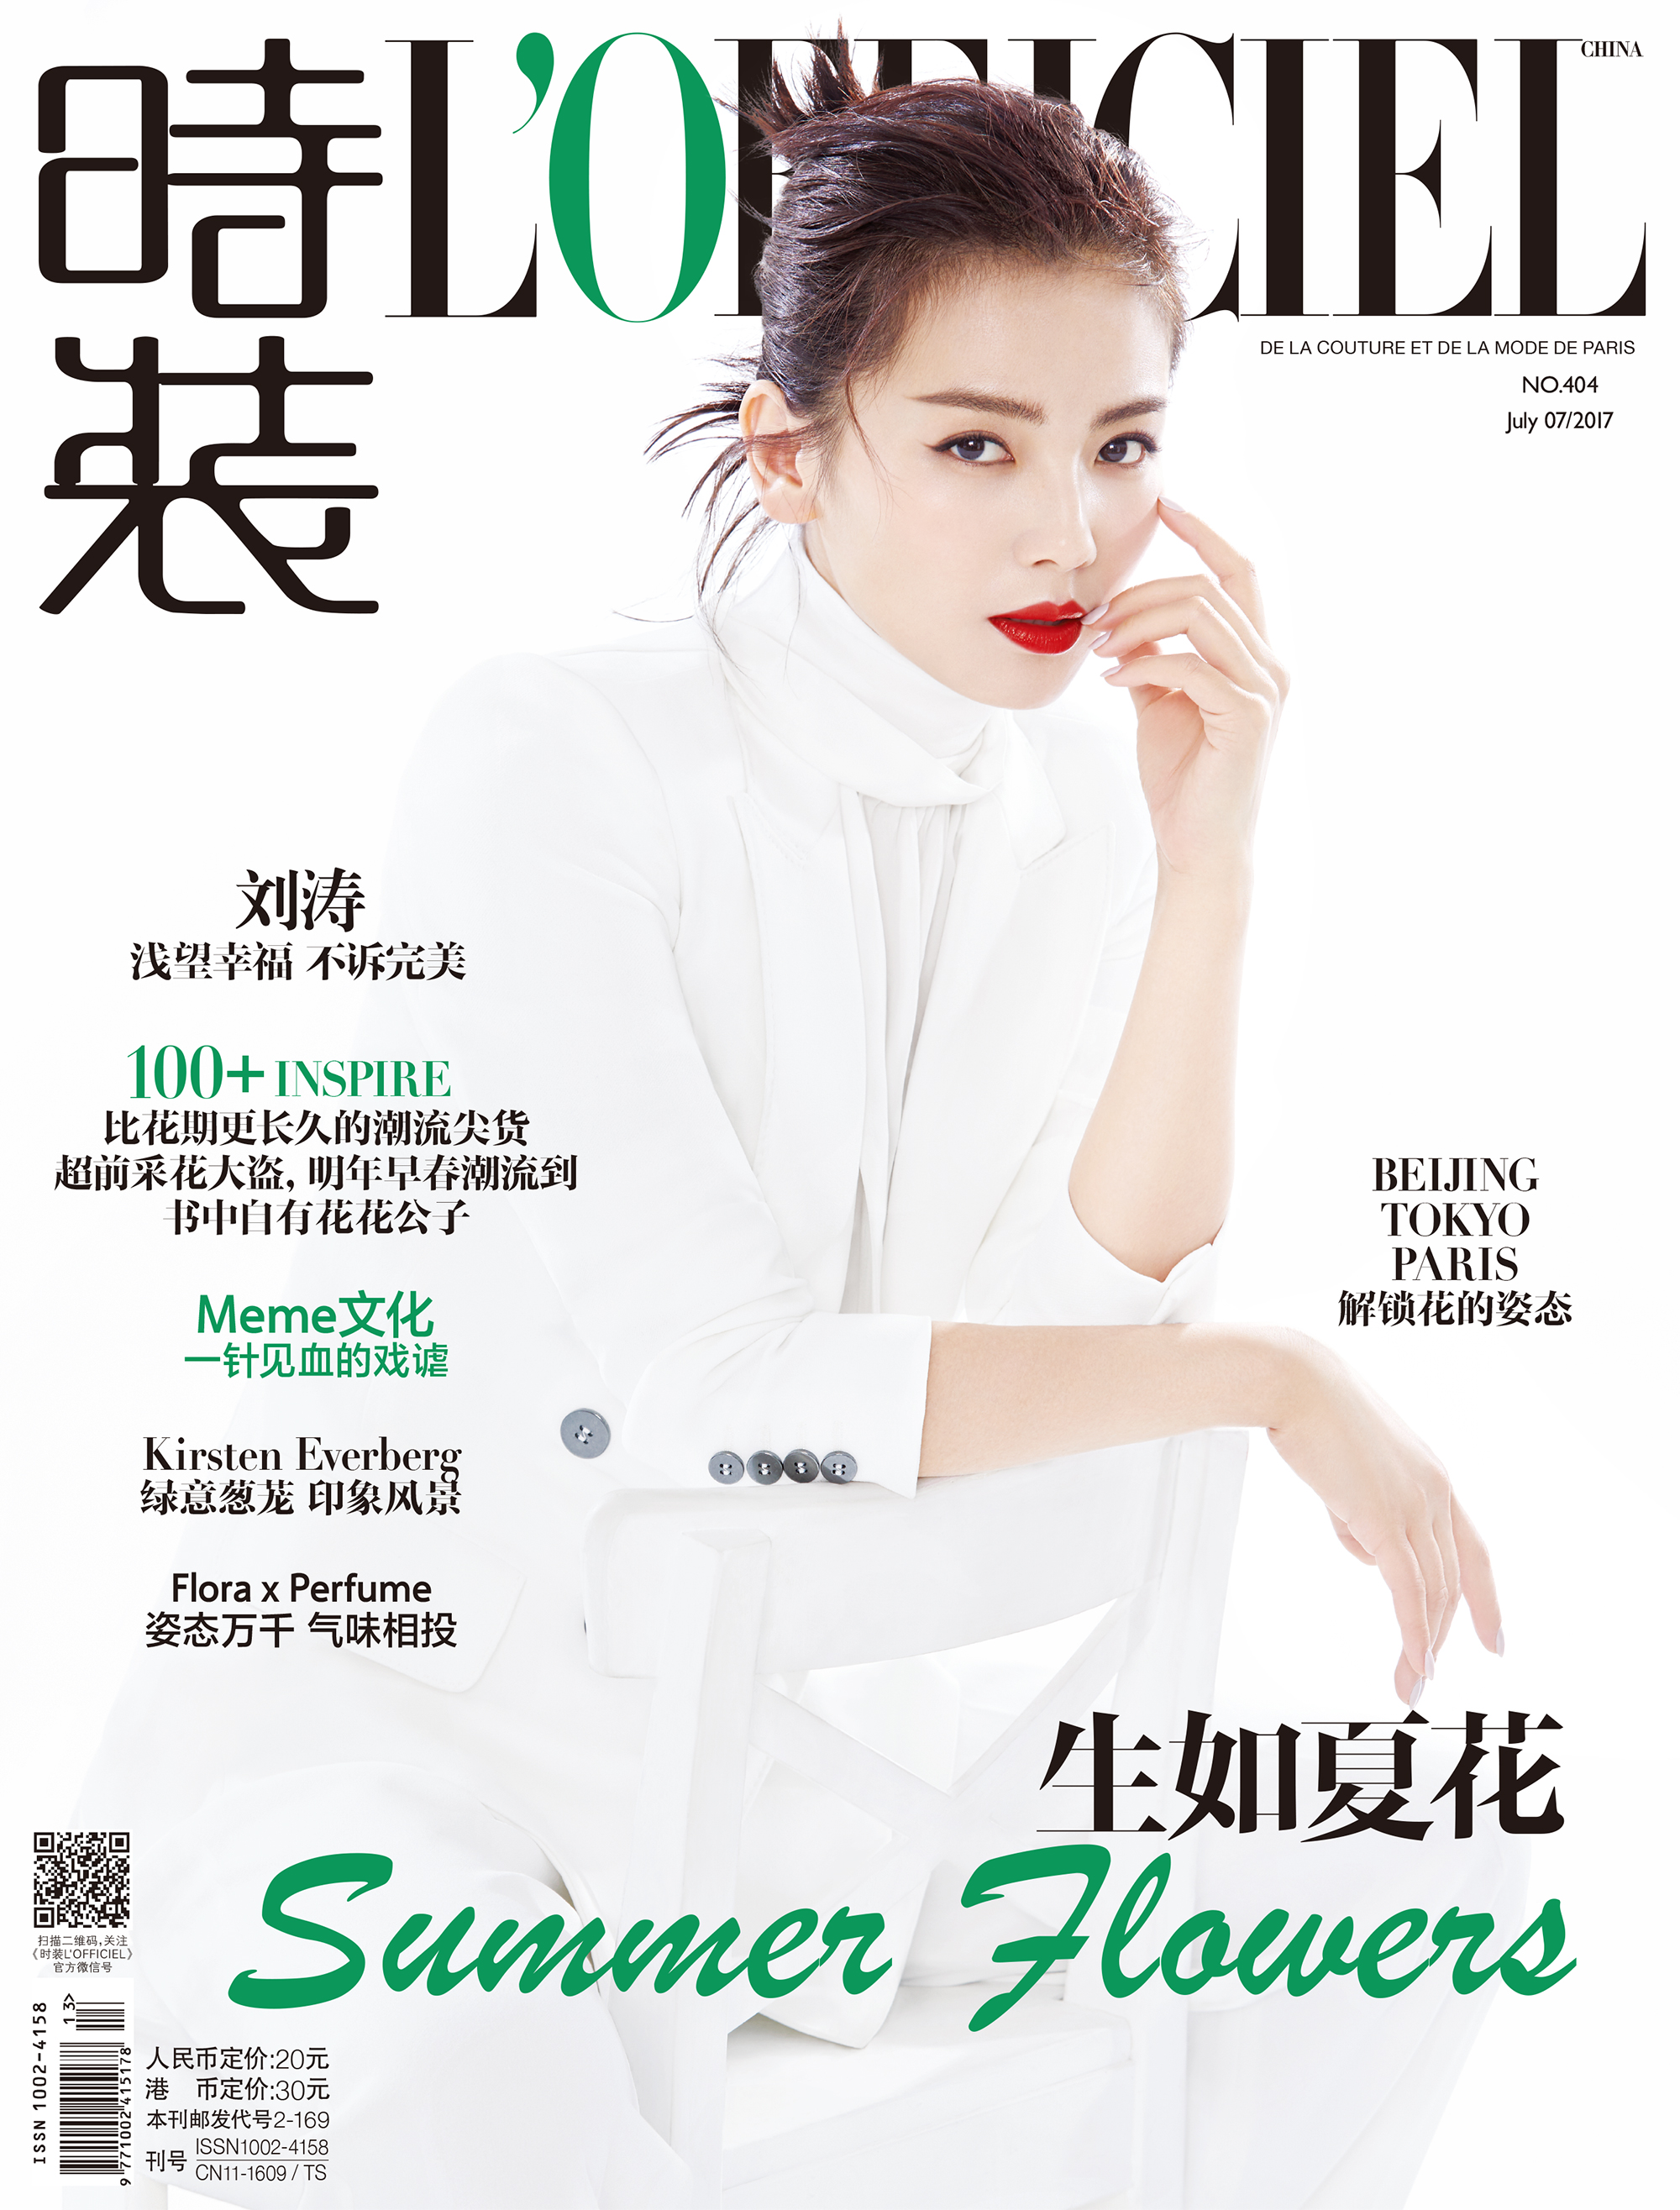 時装
L'OFFICIEL
CHINA
DE LA COUTURE ET DE LA MODE DE PARIS
NO.404
July 07/2017
刘涛
浅望幸福 不诉完美
100+ INSPIRE
比花期更长久的潮流尖货
超前采花大盗, 明年早春潮流到
书中自有花花公子
Meme文化
一针见血的戏谑
Kirsten Everberg
绿意葱茏 印象风景
Flora x Perfume
姿态万千 气味相投
BEIJING
TOKYO
PARIS
解锁花的姿态
生如夏花
Summer Flowers
扫描二维码,关注
《时装L'OFFICIEL》
官方微信号
ISSN 1002-4158
13>
9 771002 415178
人民币定价:20元
港 币定价:30元
本刊邮发代号2-169
刊号 ISSN1002-4158
CN11-1609 / TS